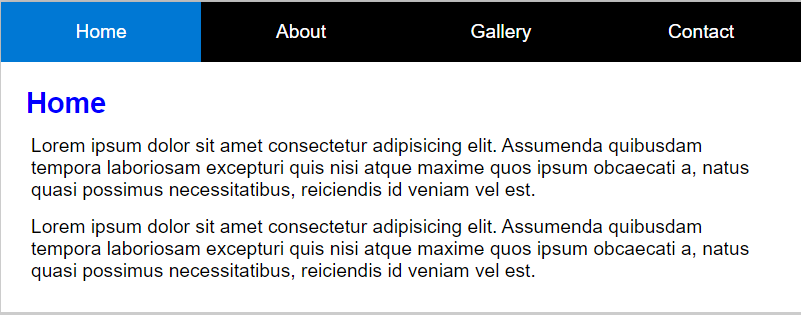 Home About Gallery Contact
Home
Lorem ipsum dolor sit amet consectetur adipisicing elit. Assumenda quibusdam
tempora laboriosam excepturi quis nisi atque maxime quos ipsum obcaecati a, natus
quasi possimus necessitatibus, reiciendis id veniam vel est.
Lorem ipsum dolor sit amet consectetur adipisicing elit. Assumenda quibusdam
tempora laboriosam excepturi quis nisi atque maxime quos ipsum obcaecati a, natus
quasi possimus necessitatibus, reiciendis id veniam vel est.